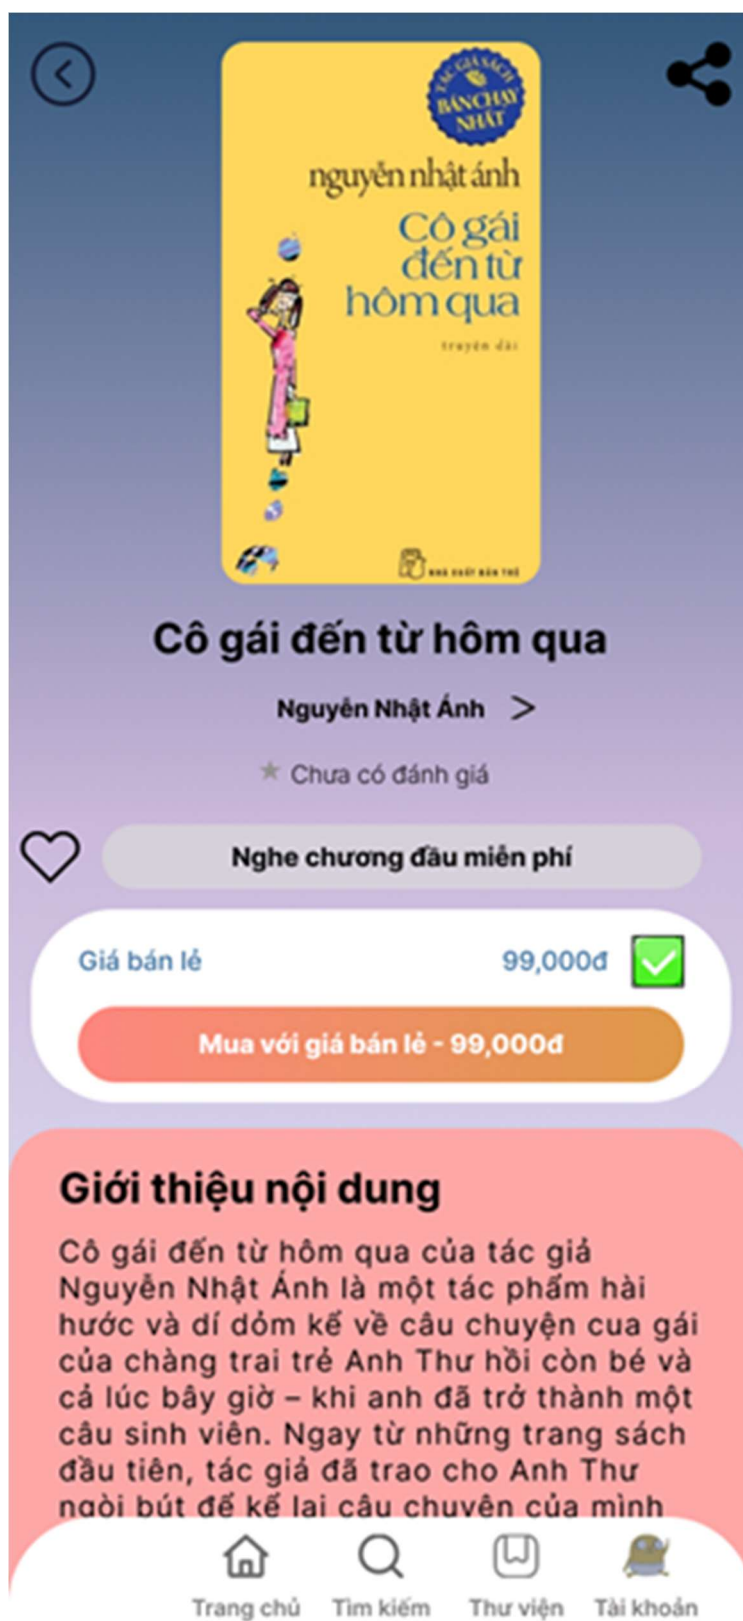 TÁC GIẢ SÁCH
BÁN CHẠY
NHẤT
nguyễn nhật ánh
Cô gái
đến từ
hôm qua
truyện dài
NHÀ XUẤT BẢN TRẺ
Cô gái đến từ hôm qua
Nguyễn Nhật Ánh >
Chưa có đánh giá
Nghe chương đầu miễn phí
Giá bán lẻ 99,000đ
Mua với giá bán lẻ - 99,000đ
Giới thiệu nội dung
Cô gái đến từ hôm qua của tác giả
Nguyễn Nhật Ánh là một tác phẩm hài
hước và dí dỏm kể về câu chuyện cua gái
của chàng trai trẻ Anh Thư hồi còn bé và
cả lúc bây giờ – khi anh đã trở thành một
câu sinh viên. Ngay từ những trang sách
đầu tiên, tác giả đã trao cho Anh Thư
ngòi bút để kể lại câu chuyện của mình
Trang chủ Tìm kiếm Thư viện Tài khoản